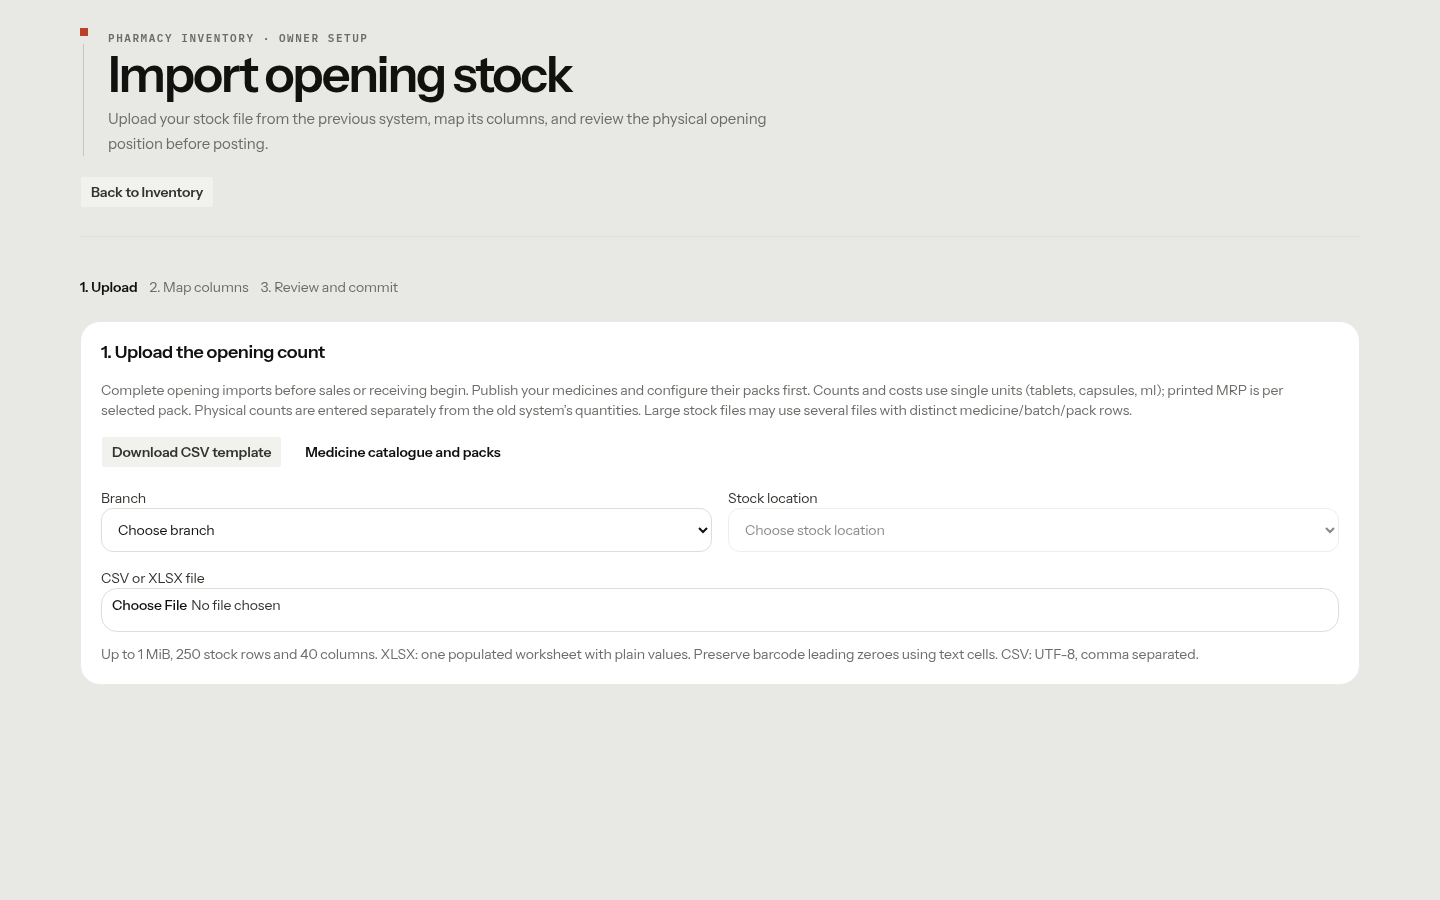 PHARMACY INVENTORY · OWNER SETUP
Import opening stock
Upload your stock file from the previous system, map its columns, and review the physical opening
position before posting.
Back to Inventory
1. Upload 2. Map columns 3. Review and commit
1. Upload the opening count
Complete opening imports before sales or receiving begin. Publish your medicines and configure their packs first. Counts and costs use single units (tablets, capsules, ml); printed MRP is per
selected pack. Physical counts are entered separately from the old system's quantities. Large stock files may use several files with distinct medicine/batch/pack rows.
Download CSV template Medicine catalogue and packs
Branch Stock location
Choose branch Choose stock location
CSV or XLSX file
Choose File No file chosen
Up to 1 MiB, 250 stock rows and 40 columns. XLSX: one populated worksheet with plain values. Preserve barcode leading zeroes using text cells. CSV: UTF-8, comma separated.